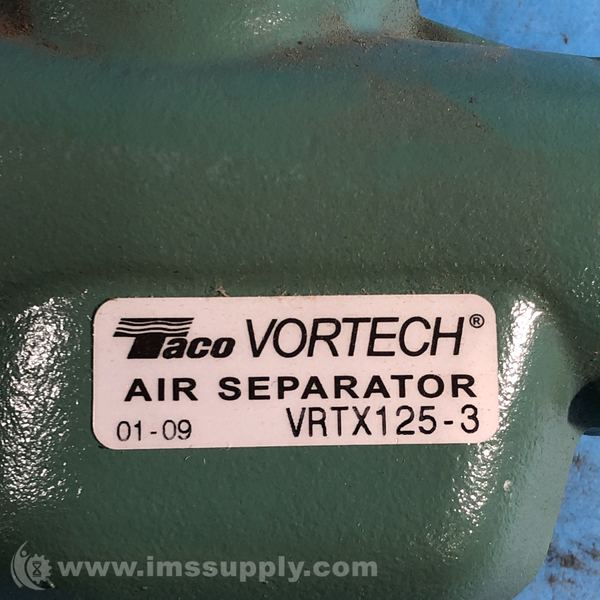 Taco VORTECH®
AIR SEPARATOR
01-09 VRTX125-3
www.imssupply.com